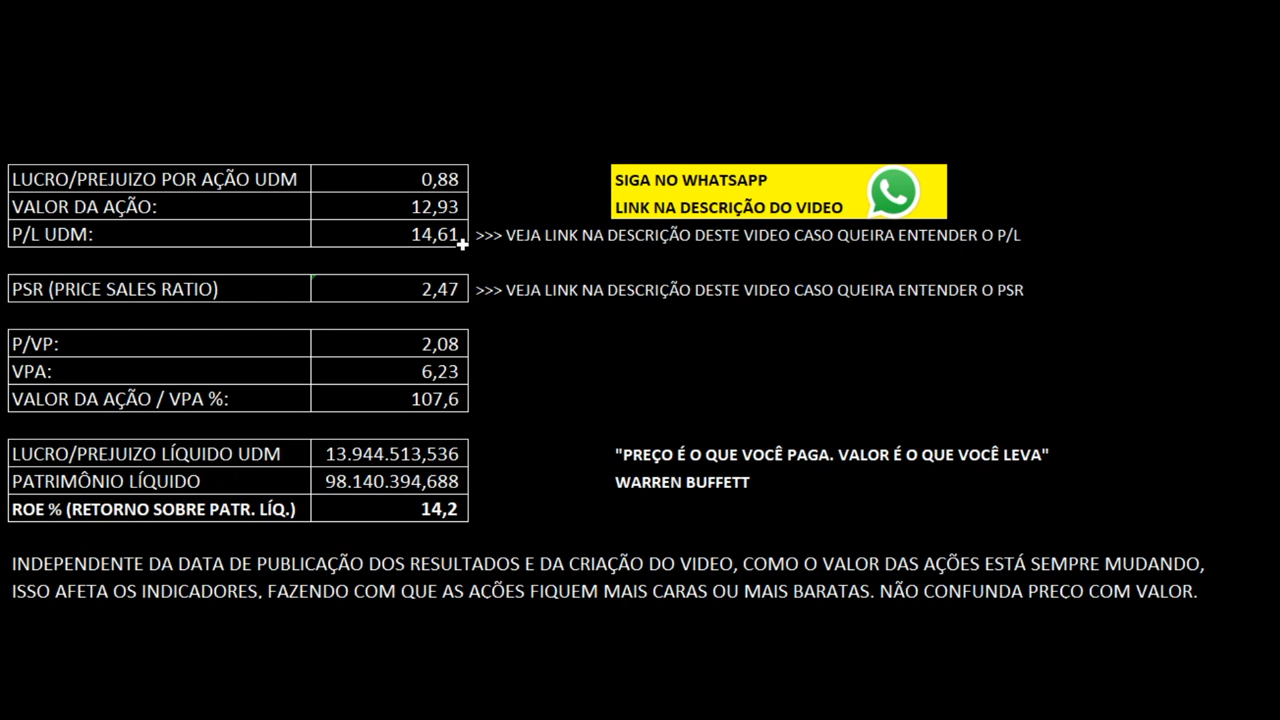 LUCRO/PREJUIZO POR AÇÃO UDM 0,88
VALOR DA AÇÃO: 12,93
P/L UDM: 14,61 >>> VEJA LINK NA DESCRIÇÃO DESTE VIDEO CASO QUEIRA ENTENDER O P/L
SIGA NO WHATSAPP
LINK NA DESCRIÇÃO DO VIDEO
PSR (PRICE SALES RATIO) 2,47 >>> VEJA LINK NA DESCRIÇÃO DESTE VIDEO CASO QUEIRA ENTENDER O PSR
P/VP: 2,08
VPA: 6,23
VALOR DA AÇÃO / VPA %: 107,6
LUCRO/PREJUIZO LÍQUIDO UDM 13.944.513,536
PATRIMÔNIO LÍQUIDO 98.140.394,688
ROE % (RETORNO SOBRE PATR. LÍQ.) 14,2
"PREÇO É O QUE VOCÊ PAGA. VALOR É O QUE VOCÊ LEVA"
WARREN BUFFETT
INDEPENDENTE DA DATA DE PUBLICAÇÃO DOS RESULTADOS E DA CRIAÇÃO DO VIDEO, COMO O VALOR DAS AÇÕES ESTÁ SEMPRE MUDANDO,
ISSO AFETA OS INDICADORES, FAZENDO COM QUE AS AÇÕES FIQUEM MAIS CARAS OU MAIS BARATAS. NÃO CONFUNDA PREÇO COM VALOR.